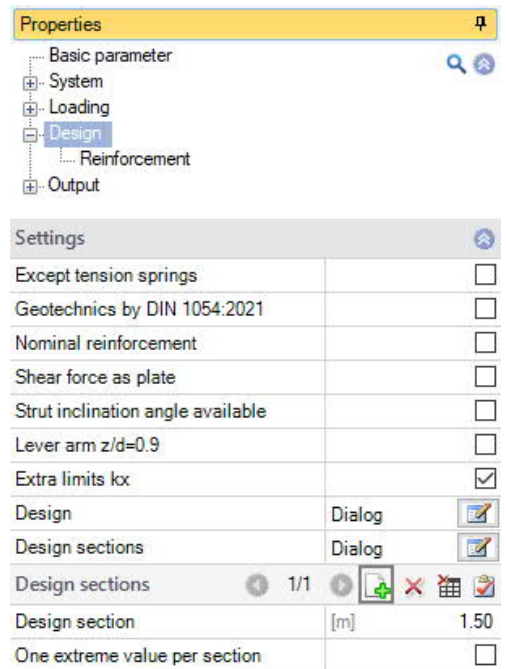 Properties
Basic parameter
System
Loading
Design
Reinforcement
Output
Settings
Except tension springs
Geotechnics by DIN 1054:2021
Nominal reinforcement
Shear force as plate
Strut inclination angle available
Lever arm z/d=0.9
Extra limits kx
Design Dialog
Design sections Dialog
Design sections 1/1
Design section [m] 1.50
One extreme value per section